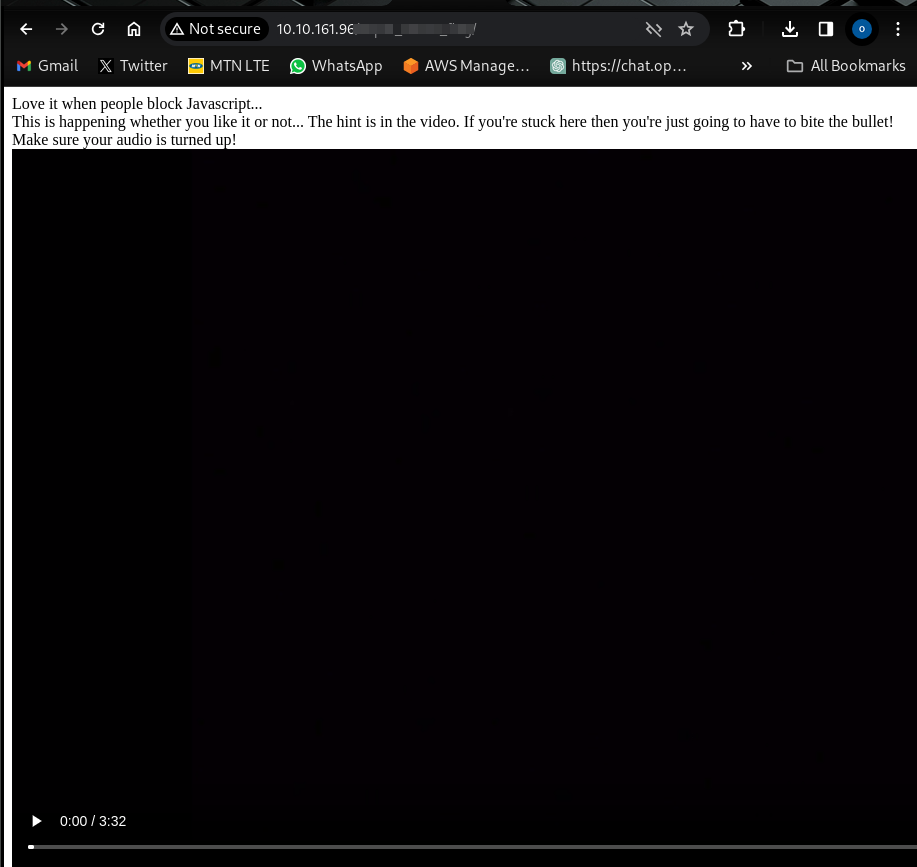 Not secure 10.10.161.96
Gmail Twitter MTN LTE WhatsApp AWS Manage... https://chat.op... » All Bookmarks
Love it when people block Javascript...
This is happening whether you like it or not... The hint is in the video. If you're stuck here then you're just going to have to bite the bullet!
Make sure your audio is turned up!
0:00 / 3:32